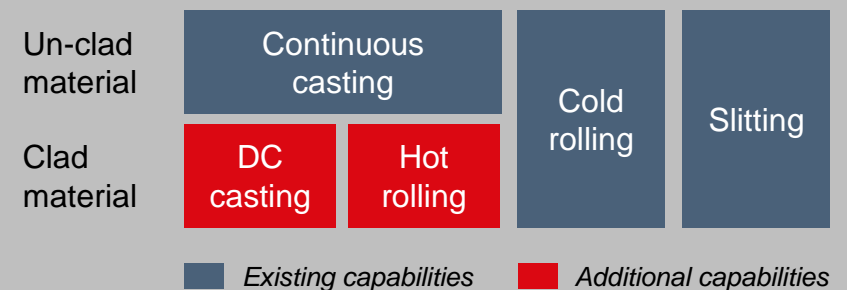 Un-clad
material
Continuous
casting
Cold
rolling
Slitting
Clad
material
DC
casting
Hot
rolling
Existing capabilities
Additional capabilities